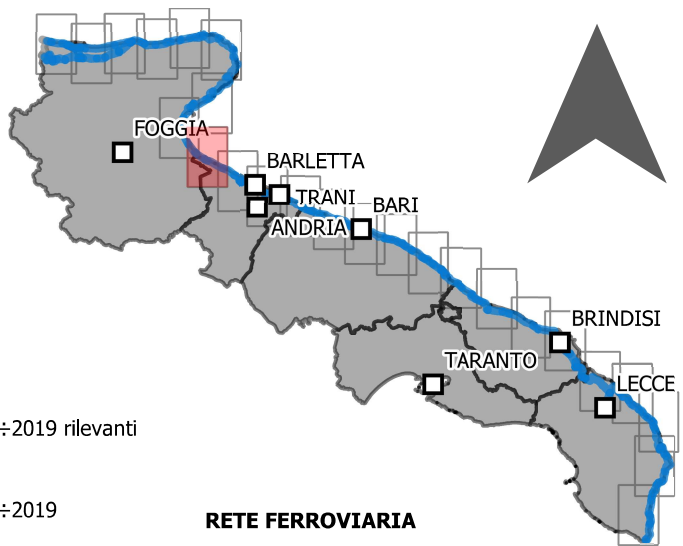 FOGGIA
BARLETTA
TRANI
BARI
ANDRIA
BRINDISI
TARANTO
LECCE
÷2019 rilevanti
÷2019
RETE FERROVIARIA